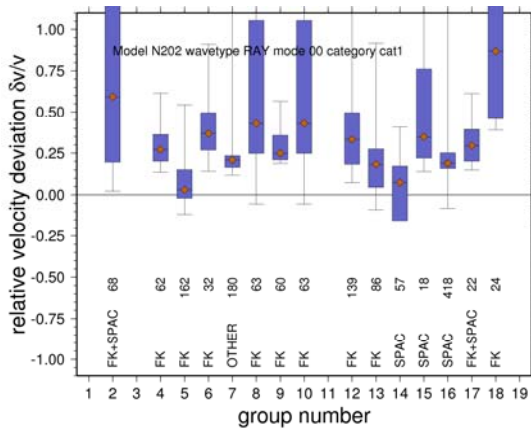 relative velocity deviation δv/v
1.00
0.75
0.50
0.25
0.00
-0.25
-0.50
-0.75
-1.00
Model N202 wavetype RAY mode 00 category cat1
68 62 162 32 180 63 60 63 139 86 57 18 418 22 24
FK+SPAC FK FK FK OTHER FK FK FK FK FK SPAC SPAC SPAC FK+SPAC FK
1 2 3 4 5 6 7 8 9 10 11 12 13 14 15 16 17 18 19
group number